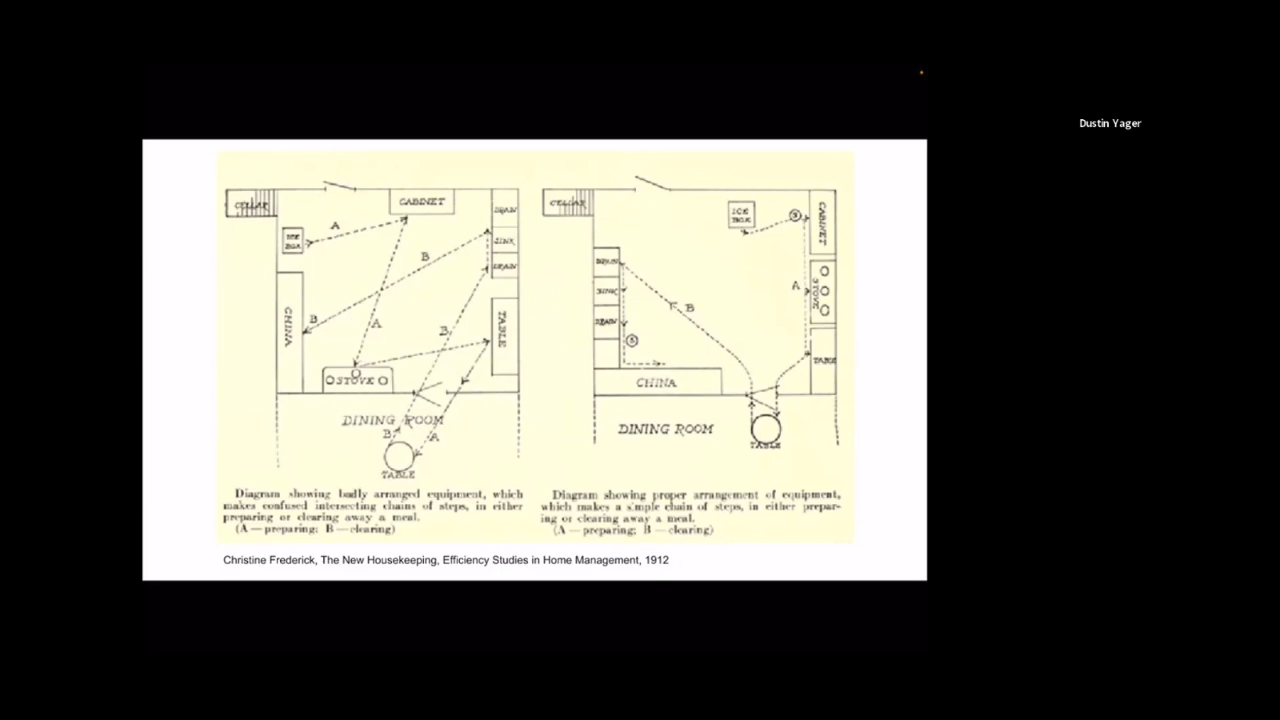 Dustin Yager
CELLAR
CABINET
DRAIN
ICE
BOX
A
SINK
B
DRAIN
CHINA
B
A
B
TABLE
STOVE
DINING ROOM
B
A
TABLE
Diagram showing badly arranged equipment, which
makes confused intersecting chains of steps, in either
preparing or clearing away a meal.
(A — preparing; B — clearing)
CELLAR
ICE
BOX
CABINET
DRAIN
A
STOVE
SINK
B
DRAIN
TABLE
CHINA
DINING ROOM
TABLE
Diagram showing proper arrangement of equipment,
which makes a simple chain of steps, in either prepar-
ing or clearing away a meal.
(A — preparing; B — clearing)
Christine Frederick, The New Housekeeping, Efficiency Studies in Home Management, 1912